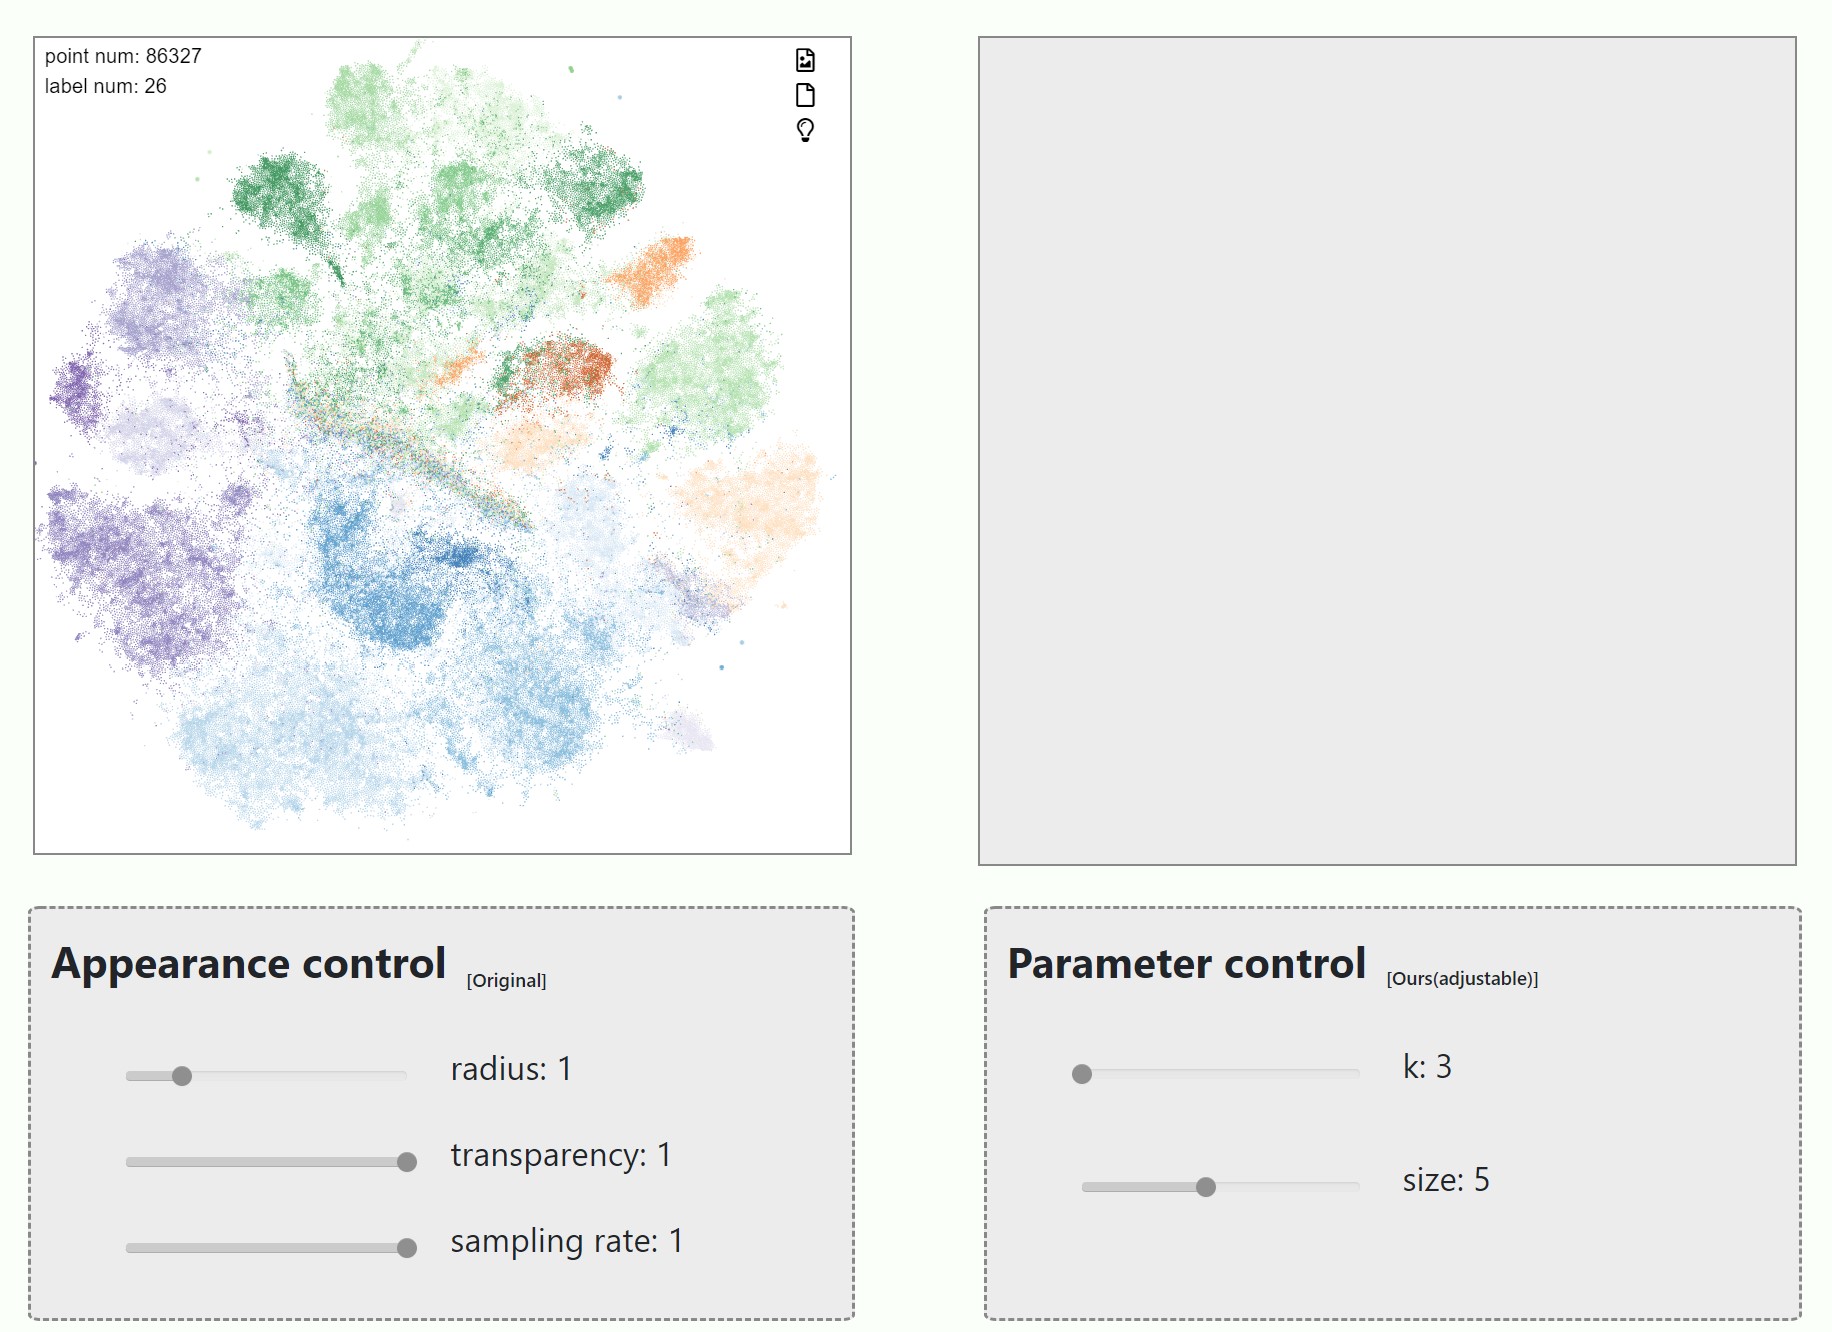 point num: 86327
label num: 26
Appearance control [Original]
radius: 1
transparency: 1
sampling rate: 1
Parameter control [Ours(adjustable)]
k: 3
size: 5